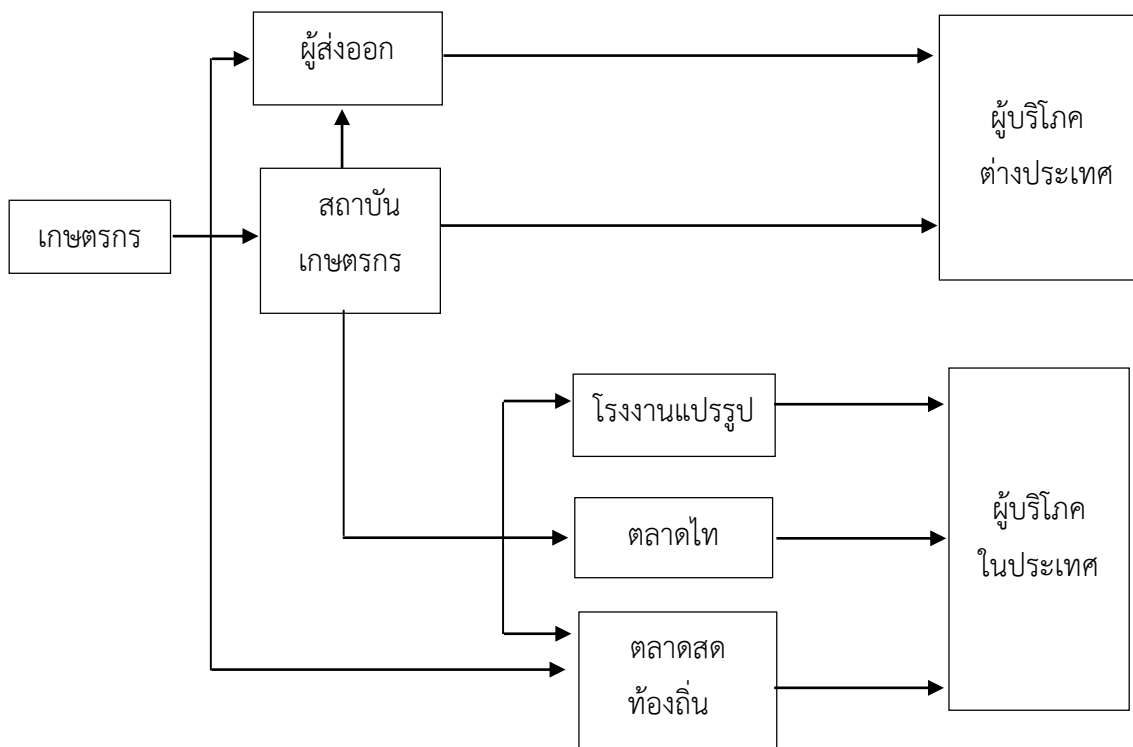 ผู้ส่งออก
ผู้บริโภค
ต่างประเทศ
สถาบัน
เกษตรกร
เกษตรกร
โรงงานแปรรูป
ตลาดไท
ผู้บริโภค
ในประเทศ
ตลาดสด
ท้องถิ่น